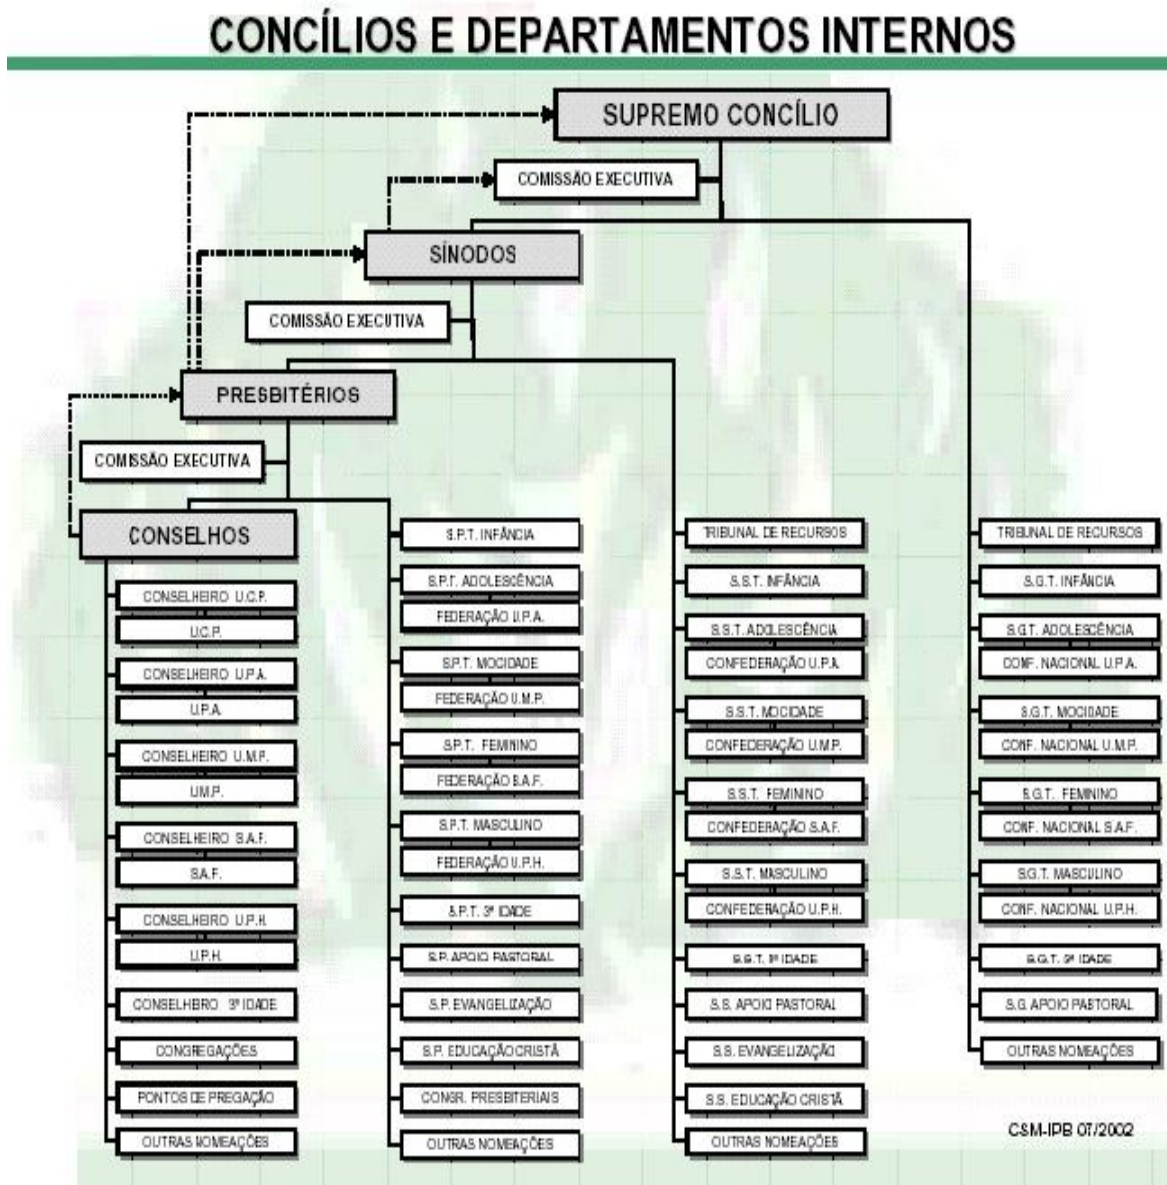 CONCÍLIOS E DEPARTAMENTOS INTERNOS
SUPREMO CONCÍLIO
COMISSÃO EXECUTIVA
SÍNODOS
COMISSÃO EXECUTIVA
PRESBITÉRIOS
COMISSÃO EXECUTIVA
CONSELHOS
CONSELHEIRO U.C.P.
U.C.P.
CONSELHEIRO U.P.A.
U.P.A.
CONSELHEIRO U.M.P.
U.M.P.
CONSELHEIRO S.A.F.
S.A.F.
CONSELHEIRO U.P.H.
U.P.H.
CONSELHEIRO 3ª IDADE
CONGREGAÇÕES
PONTOS DE PREGAÇÃO
OUTRAS NOMEAÇÕES
S.P.T. INFÂNCIA
S.P.T. ADOLESCÊNCIA
FEDERAÇÃO U.P.A.
S.P.T. MOCIDADE
FEDERAÇÃO U.M.P.
S.P.T. FEMININO
FEDERAÇÃO S.A.F.
S.P.T. MASCULINO
FEDERAÇÃO U.P.H.
S.P.T. 3ª IDADE
S.P. APOIO PASTORAL
S.P. EVANGELIZAÇÃO
S.P. EDUCAÇÃO CRISTÃ
CONGR. PRESBITERIAIS
OUTRAS NOMEAÇÕES
TRIBUNAL DE RECURSOS
S.S.T. INFÂNCIA
S.S.T. ADOLESCÊNCIA
CONFEDERAÇÃO U.P.A.
S.S.T. MOCIDADE
CONFEDERAÇÃO U.M.P.
S.S.T. FEMININO
CONFEDERAÇÃO S.A.F.
S.S.T. MASCULINO
CONFEDERAÇÃO U.P.H.
3ª IDADE
S.S. APOIO PASTORAL
S.S. EVANGELIZAÇÃO
S.S. EDUCAÇÃO CRISTÃ
OUTRAS NOMEAÇÕES
TRIBUNAL DE RECURSOS
S.G.T. INFÂNCIA
S.G.T. ADOLESCÊNCIA
CONF. NACIONAL U.P.A.
S.G.T. MOCIDADE
CONF. NACIONAL U.M.P.
S.G.T. FEMININO
CONF. NACIONAL S.A.F.
S.G.T. MASCULINO
CONF. NACIONAL U.P.H.
S.G.T. 3ª IDADE
S.G. APOIO PASTORAL
OUTRAS NOMEAÇÕES
CSM-IPB 07/2002